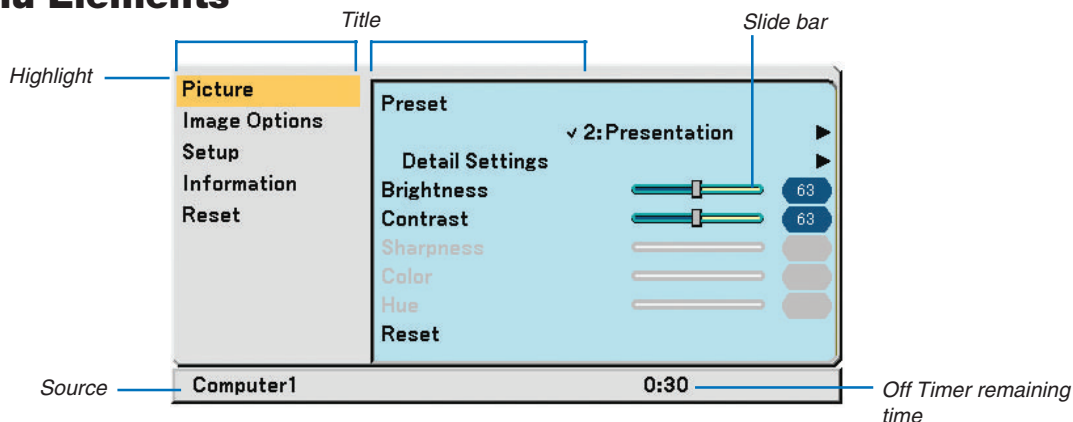 Title
Slide bar
Highlight
Picture
Image Options
Setup
Information
Reset
Preset
✓ 2:Presentation ▶
Detail Settings ▶
Brightness 63
Contrast 63
Sharpness
Color
Hue
Reset
Source
Computer1 0:30
Off Timer remaining
time